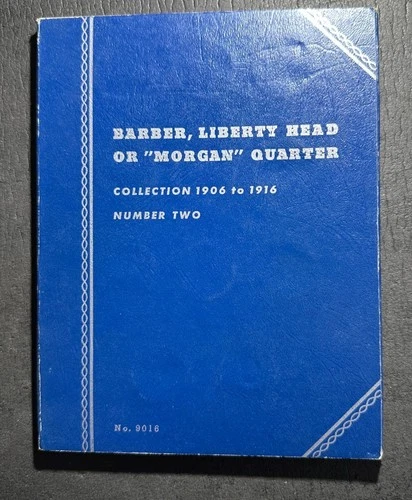 BARBER, LIBERTY HEAD
OR "MORGAN" QUARTER
COLLECTION 1906 to 1916
NUMBER TWO
No. 9016